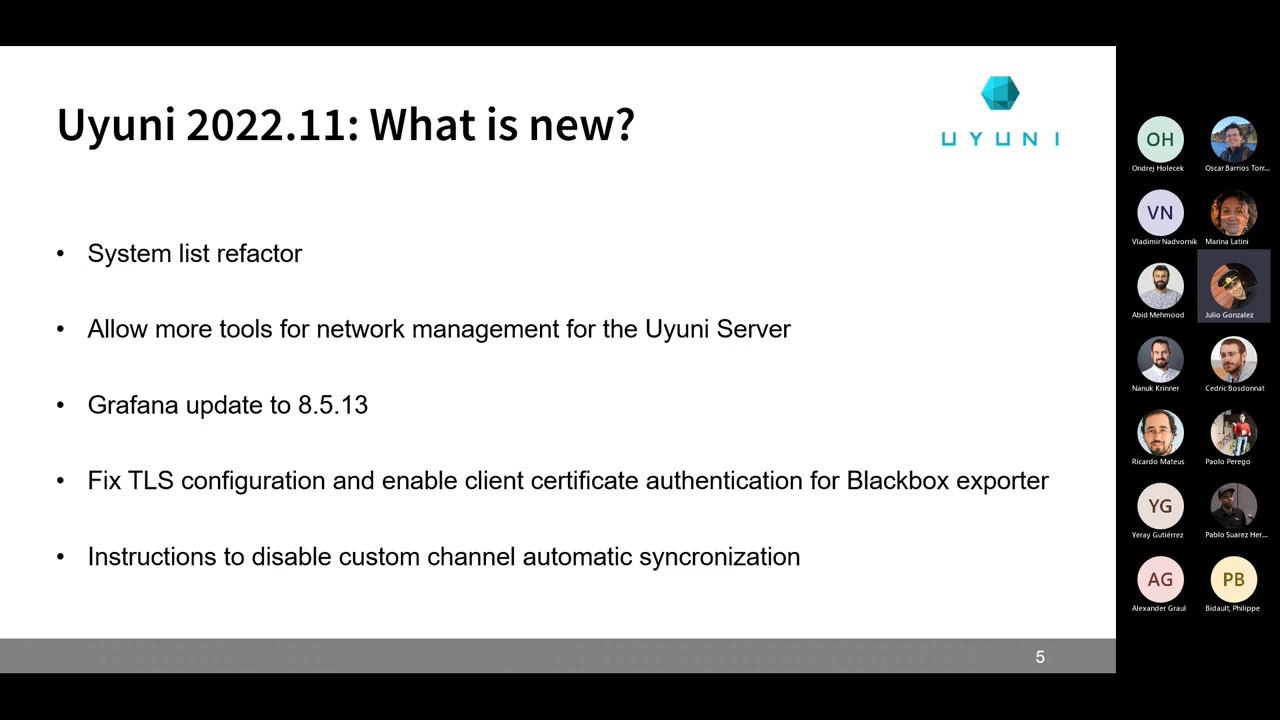 Uyuni 2022.11: What is new?
UYUNI
• System list refactor
• Allow more tools for network management for the Uyuni Server
• Grafana update to 8.5.13
• Fix TLS configuration and enable client certificate authentication for Blackbox exporter
• Instructions to disable custom channel automatic syncronization
5
OH
Ondrej Holecek
Oscar Barrios Torr...
VN
Vladimir Nadvornik
Marina Latini
Abid Mehmood
Julio Gonzalez
Nanuk Krinner
Cedric Bosdonnat
Ricardo Mateus
Paolo Perego
YG
Yeray Gutiérrez
Pablo Suarez Her...
AG
Alexander Graul
PB
Bidault, Philippe